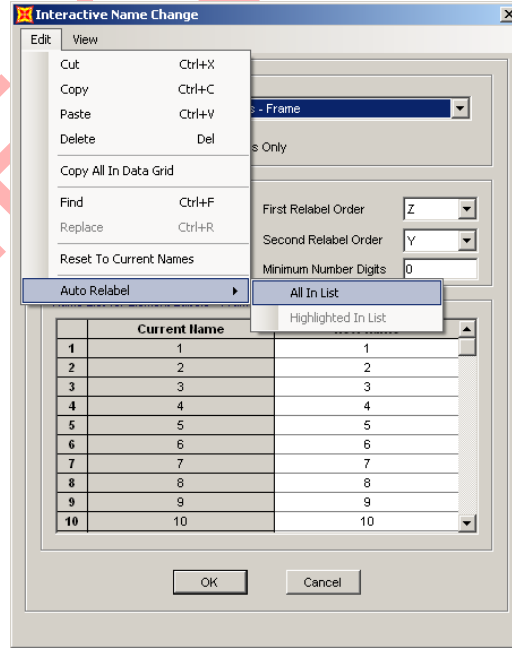 Interactive Name Change
Edit View
Cut Ctrl+X
Copy Ctrl+C
Paste Ctrl+V
Delete Del
Copy All In Data Grid
Find Ctrl+F
Replace Ctrl+R
Reset To Current Names
Auto Relabel
All In List
Highlighted In List
- Frame
s Only
First Relabel Order Z
Second Relabel Order Y
Minimum Number Digits 0
Current Name
1 1 1
2 2 2
3 3 3
4 4 4
5 5 5
6 6 6
7 7 7
8 8 8
9 9 9
10 10 10
OK Cancel